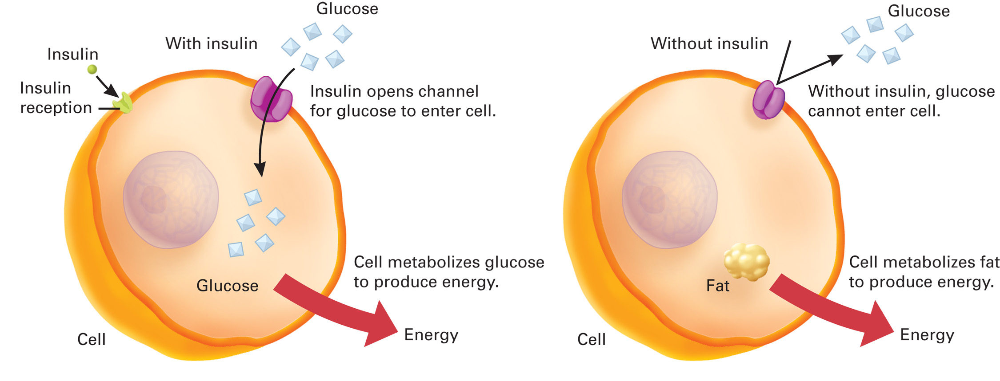 Glucose
With insulin
Insulin
Insulin
reception
Insulin opens channel
for glucose to enter cell.
Cell metabolizes glucose
to produce energy.
Glucose
Energy
Cell
Glucose
Without insulin
Without insulin, glucose
cannot enter cell.
Cell metabolizes fat
to produce energy.
Fat
Energy
Cell